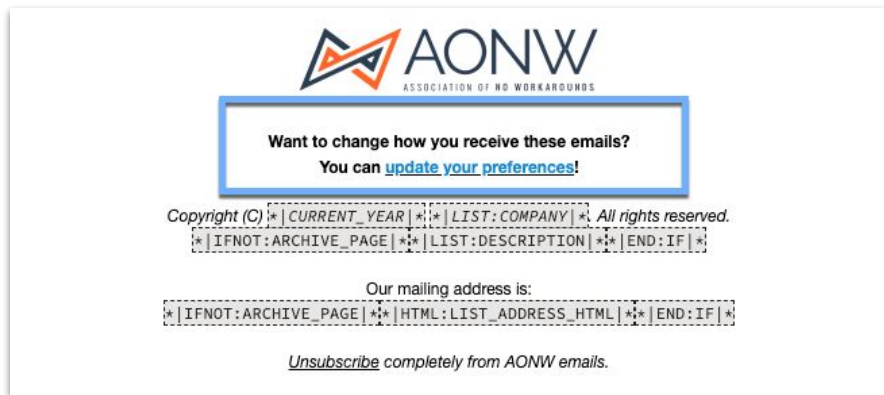 AONW
ASSOCIATION OF NO WORKAROUNDS
Want to change how you receive these emails?
You can update your preferences!
Copyright (C) *|CURRENT_YEAR|* *|LIST:COMPANY|*. All rights reserved.
*|IFNOT:ARCHIVE_PAGE|**|LIST:DESCRIPTION|**|END:IF|*
Our mailing address is:
*|IFNOT:ARCHIVE_PAGE|**|HTML:LIST_ADDRESS_HTML|**|END:IF|*
Unsubscribe completely from AONW emails.